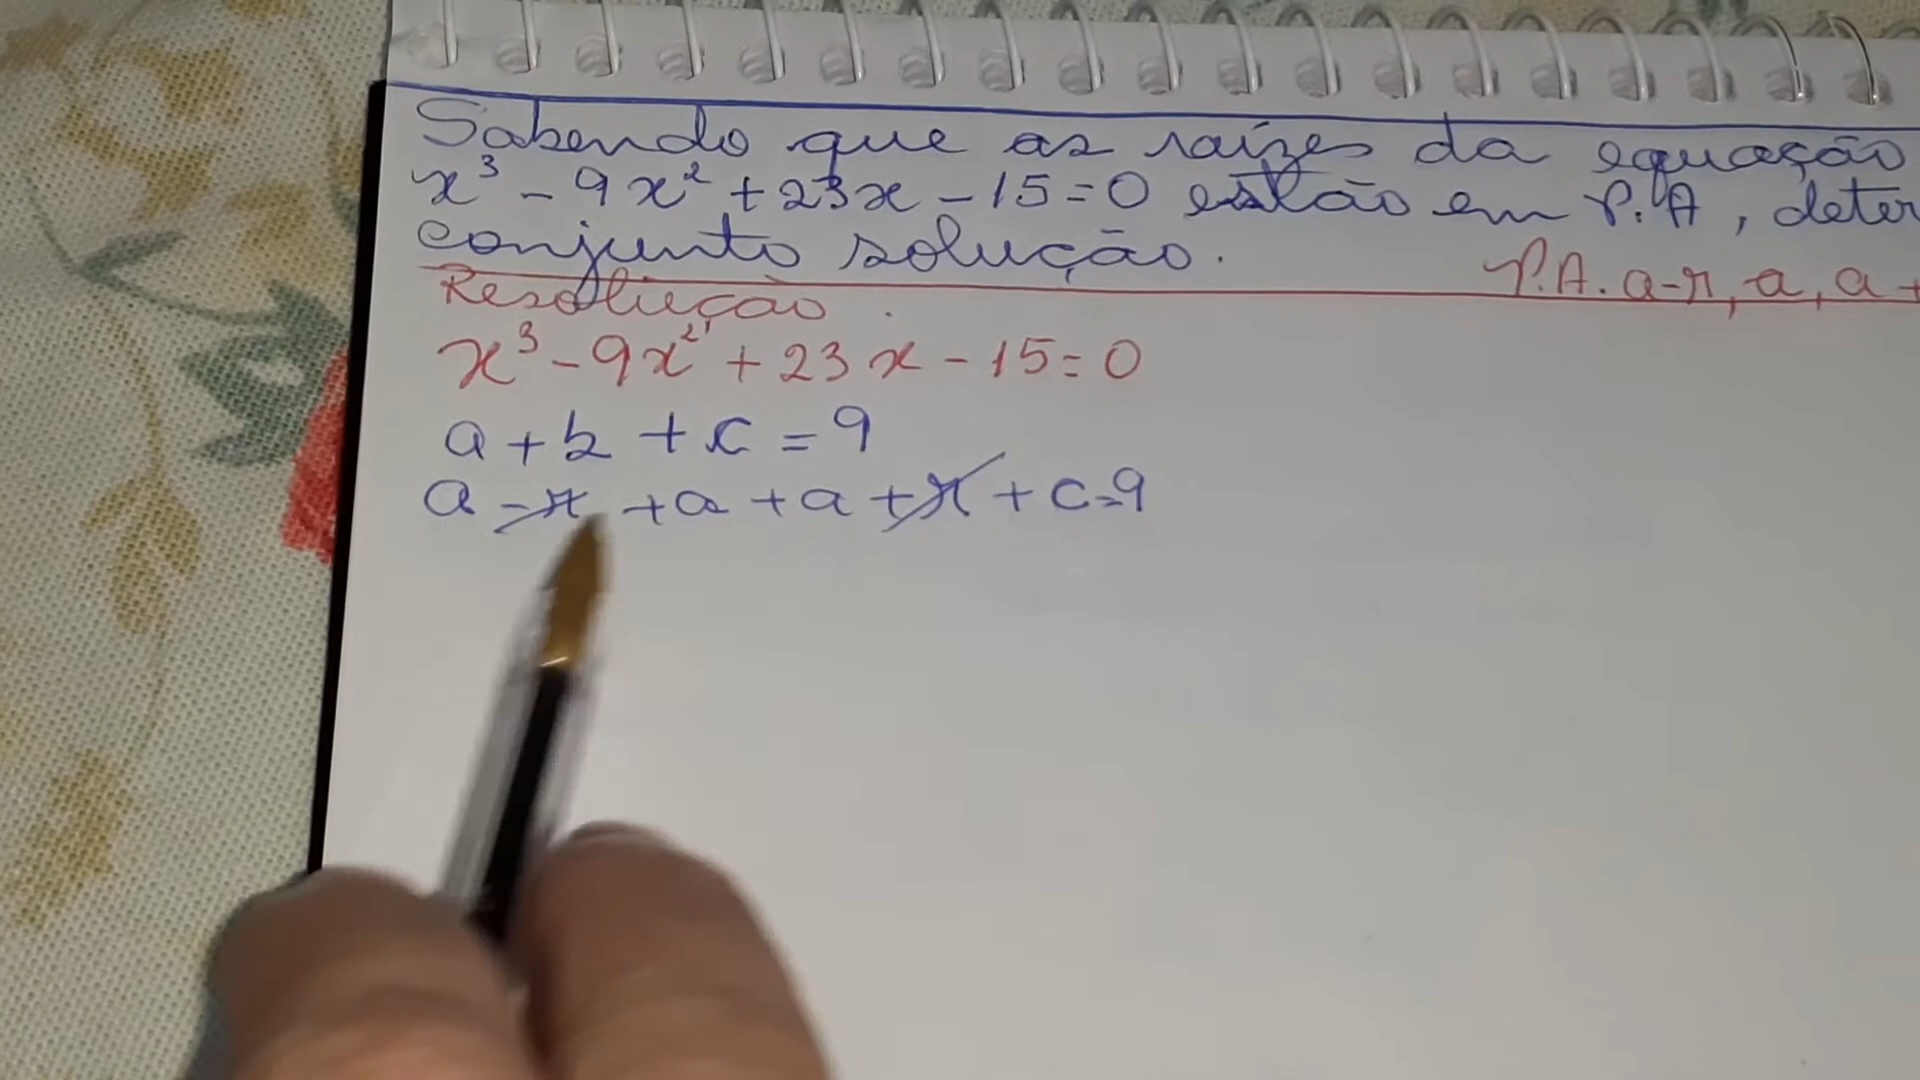 Sabendo que as raízes da equação
x³ - 9x² + 23x - 15 = 0 estão em P.A, deter
conjunto solução.
P.A. a-r, a, a +
Resolução
x³ - 9x² + 23x - 15 = 0
a + b + c = 9
a - r + a + a + r + c = 9